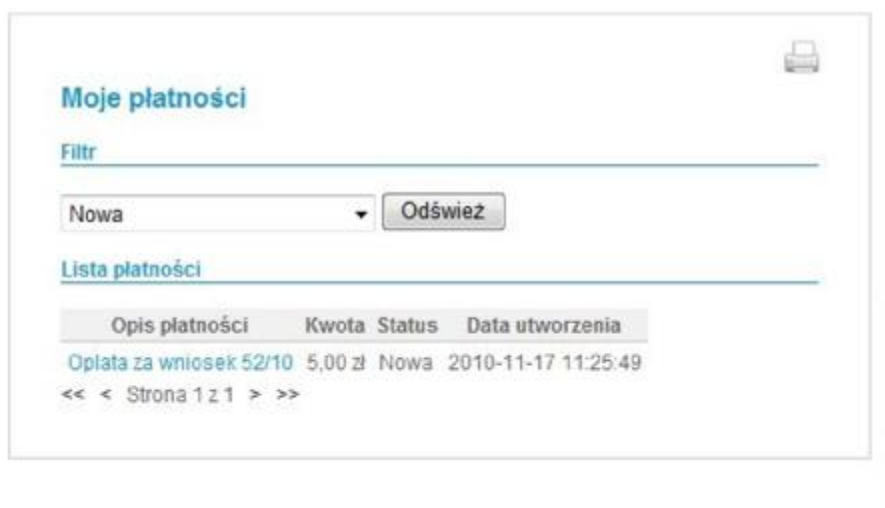 Moje płatności
Filtr
Nowa Odśwież
Lista płatności
Opis płatności Kwota Status Data utworzenia
Opłata za wniosek 52/10 5,00 zł Nowa 2010-11-17 11:25:49
<< < Strona 1 z 1 > >>